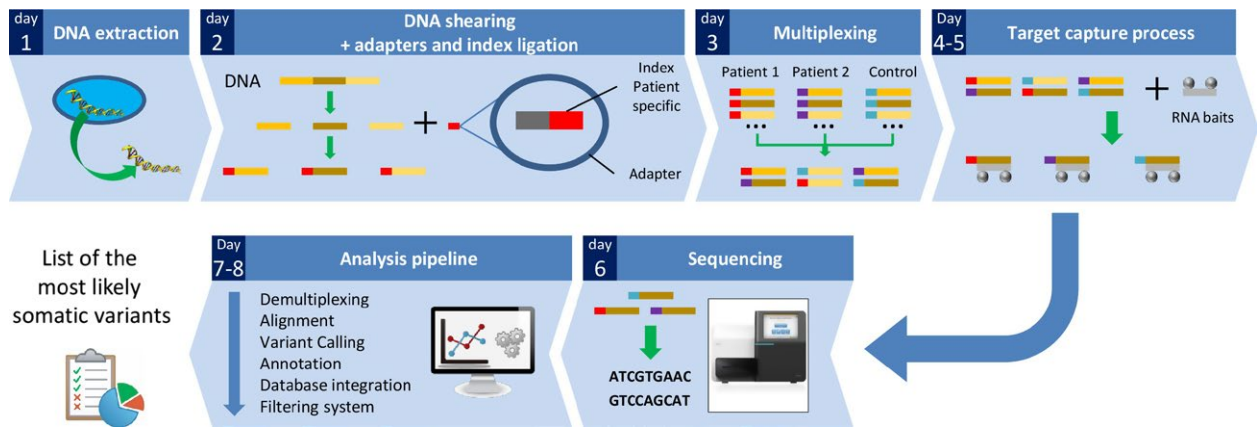 day
1
DNA extraction
day
2
DNA shearing
+ adapters and index ligation
DNA
+
Index
Patient
specific
Adapter
day
3
Multiplexing
Patient 1
Patient 2
Control
...
...
...
Day
4-5
Target capture process
+
RNA baits
List of the
most likely
somatic variants
Day
7-8
Analysis pipeline
Demultiplexing
Alignment
Variant Calling
Annotation
Database integration
Filtering system
day
6
Sequencing
ATCGTGAAC
GTCCAGCAT